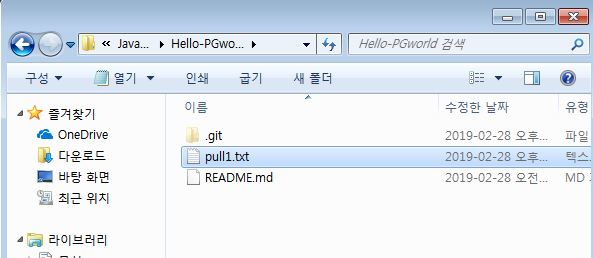 « Java... ▸ Hello-PGwo... ▸
Hello-PGworld 검색
구성 열기 인쇄 굽기 새 폴더
이름 수정한 날짜 유형
즐겨찾기
OneDrive
다운로드
바탕 화면
최근 위치
라이브러리
.git 2019-02-28 오후... 파일
pull1.txt 2019-02-28 오후... 텍스...
README.md 2019-02-28 오전... MD